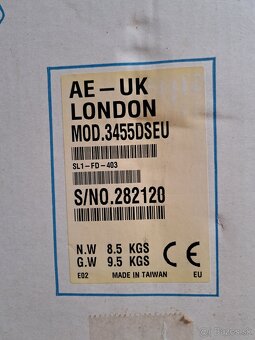 AE-UK
LONDON
MOD.3455DSEU
SL1-FD-403
S/NO.282120
N.W 8.5 KGS
G.W 9.5 KGS
CE
E02 MADE IN TAIWAN EU